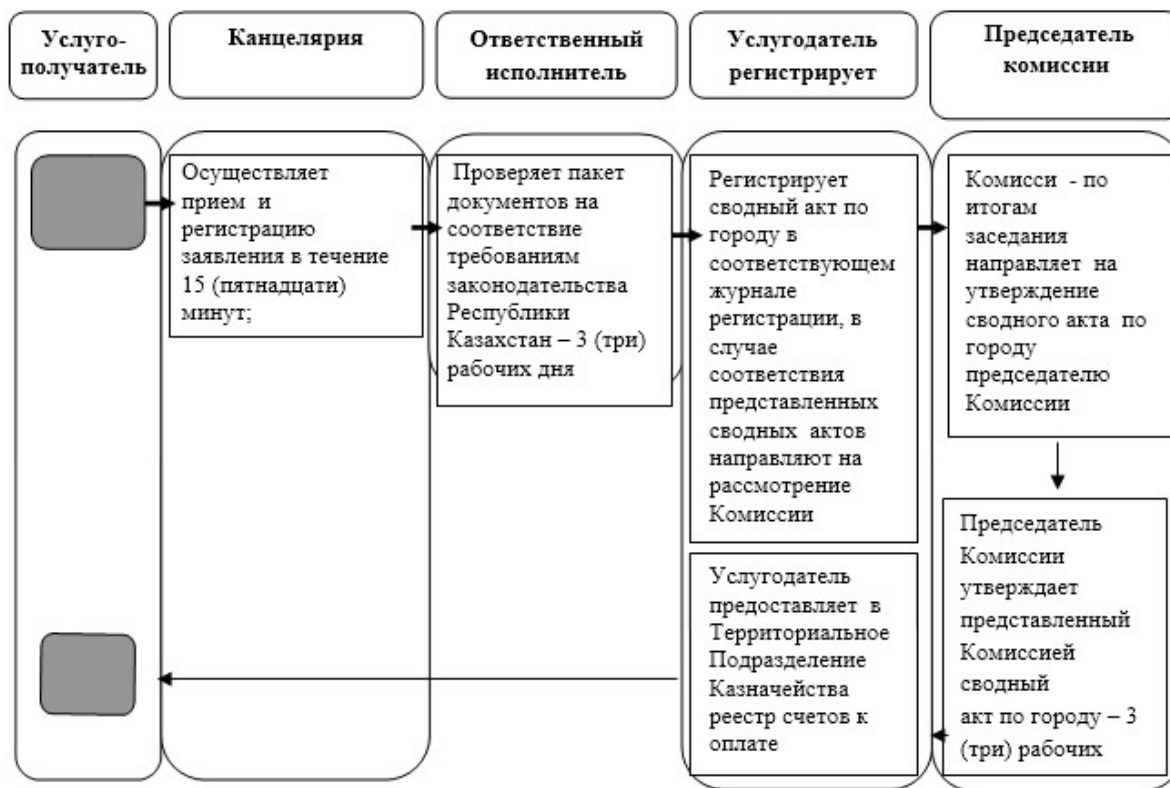 Услуго-
получатель
Канцелярия
Ответственный
исполнитель
Услугодатель
регистрирует
Председатель
комиссии
Осуществляет
прием и
регистрацию
заявления в течение
15 (пятнадцати)
минут;
Проверяет пакет
документов на
соответствие
требованиям
законодательства
Республики
Казахстан – 3 (три)
рабочих дня
Регистрирует
сводный акт по
городу в
соответствующем
журнале
регистрации, в
случае
соответствия
представленных
сводных актов
направляют на
рассмотрение
Комиссии
Комисси - по
итогам
заседания
направляет на
утверждение
сводного акта по
городу
председателю
Комиссии
Услугодатель
предоставляет в
Территориальное
Подразделение
Казначейства
реестр счетов к
оплате
Председатель
Комиссии
утверждает
представленный
Комиссией
сводный
акт по городу – 3
(три) рабочих